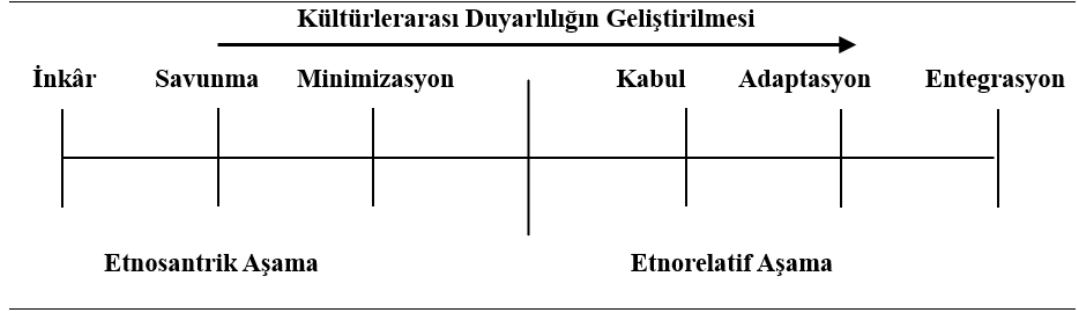 Kültürlerarası Duyarlılığın Geliştirilmesi
İnkâr Savunma Minimizasyon Kabul Adaptasyon Entegrasyon
Etnosantrik Aşama Etnorelatif Aşama